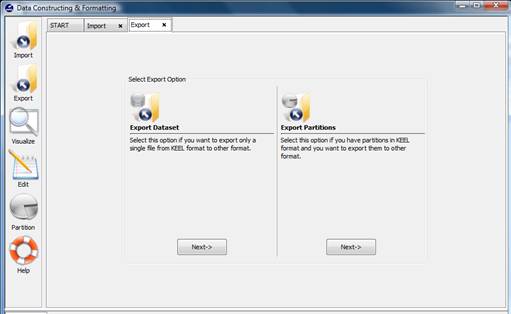 Data Constructing & Formatting
START
Import
Export
Import
Export
Visualize
Edit
Partition
Help
Select Export Option
Export Dataset
Select this option if you want to export only a
single file from KEEL format to other format.
Next->
Export Partitions
Select this option if you have partitions in KEEL
format and you want to export them to other
format.
Next->